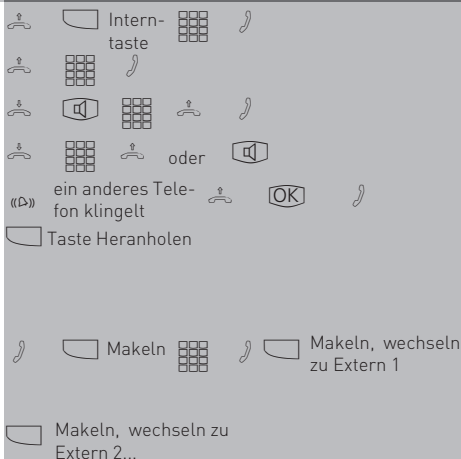 Intern-
taste
oder
ein anderes Tele-
fon klingelt
OK
Taste Heranholen
Makeln
Makeln, wechseln
zu Extern 1
Makeln, wechseln zu
Extern 2...